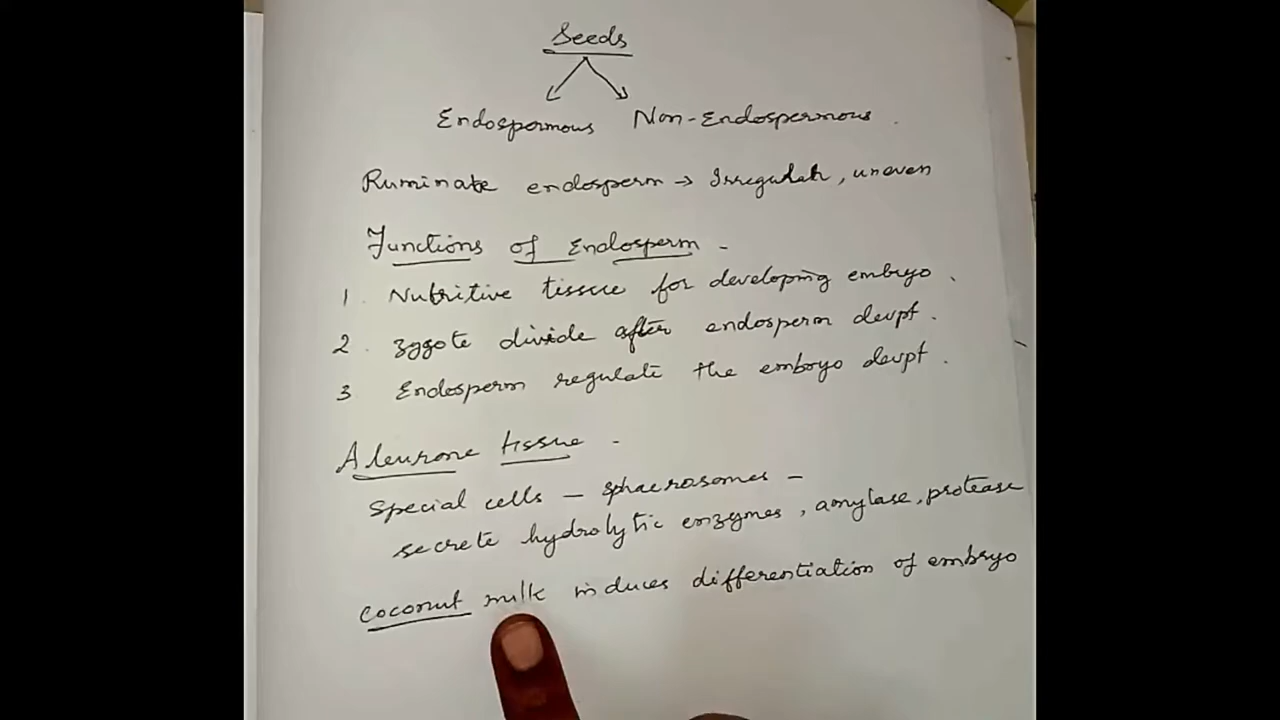 Seeds
Endospermous Non-Endospermous.
Ruminate endosperm → Irregular, uneven
Functions of Endosperm -
1. Nutritive tissue for developing embryo.
2. Zygote divide after endosperm devpt.
3 Endosperm regulate the embryo devpt.
Aleurone tissue -
Special cells - sphaerosomes -
secrete hydrolytic enzymes, amylase, protease
Coconut milk induces differentiation of embryo